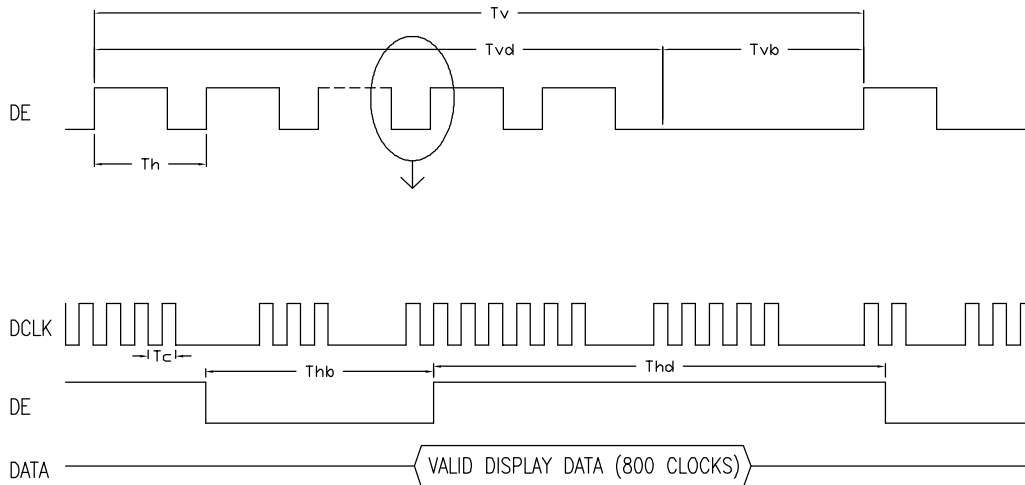 Tv
Tvd
Tvb
DE
Th
DCLK
Tc
Thb
Thd
DE
DATA
VALID DISPLAY DATA (800 CLOCKS)